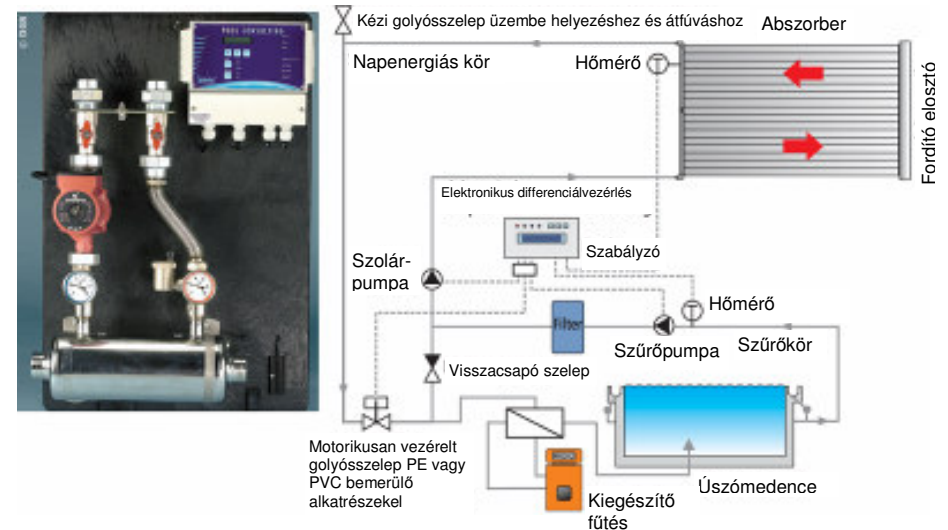 Kézi golyósszelep üzembe helyezéshez és átfúváshoz
Abszorber
Napenergiás kör
Hőmérő
Fordító elosztó
Elektronikus differenciálvezérlés
Szabályzó
Szolár-
pumpa
Hőmérő
Filter
Szűrőpumpa
Szűrőkör
Visszacsapó szelep
Motorikusan vezérelt
golyósszelep PE vagy
PVC bemerülő
alkatrészekel
Kiegészítő
fűtés
Úszómedence